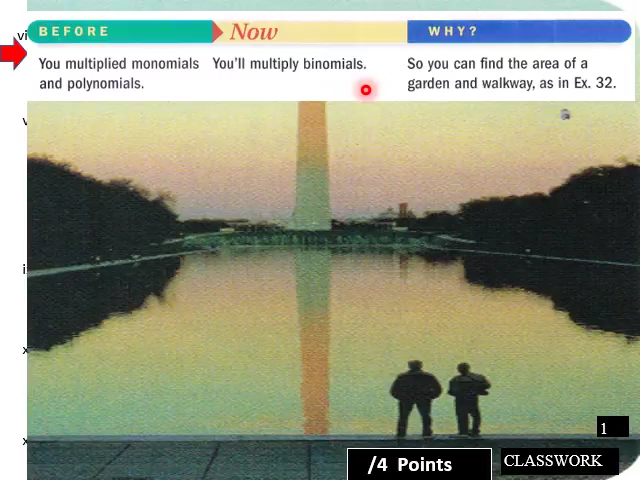 BEFORE
Now
WHY?
You multiplied monomials
and polynomials.
You'll multiply binomials.
So you can find the area of a
garden and walkway, as in Ex. 32.
1
/4 Points
CLASSWORK